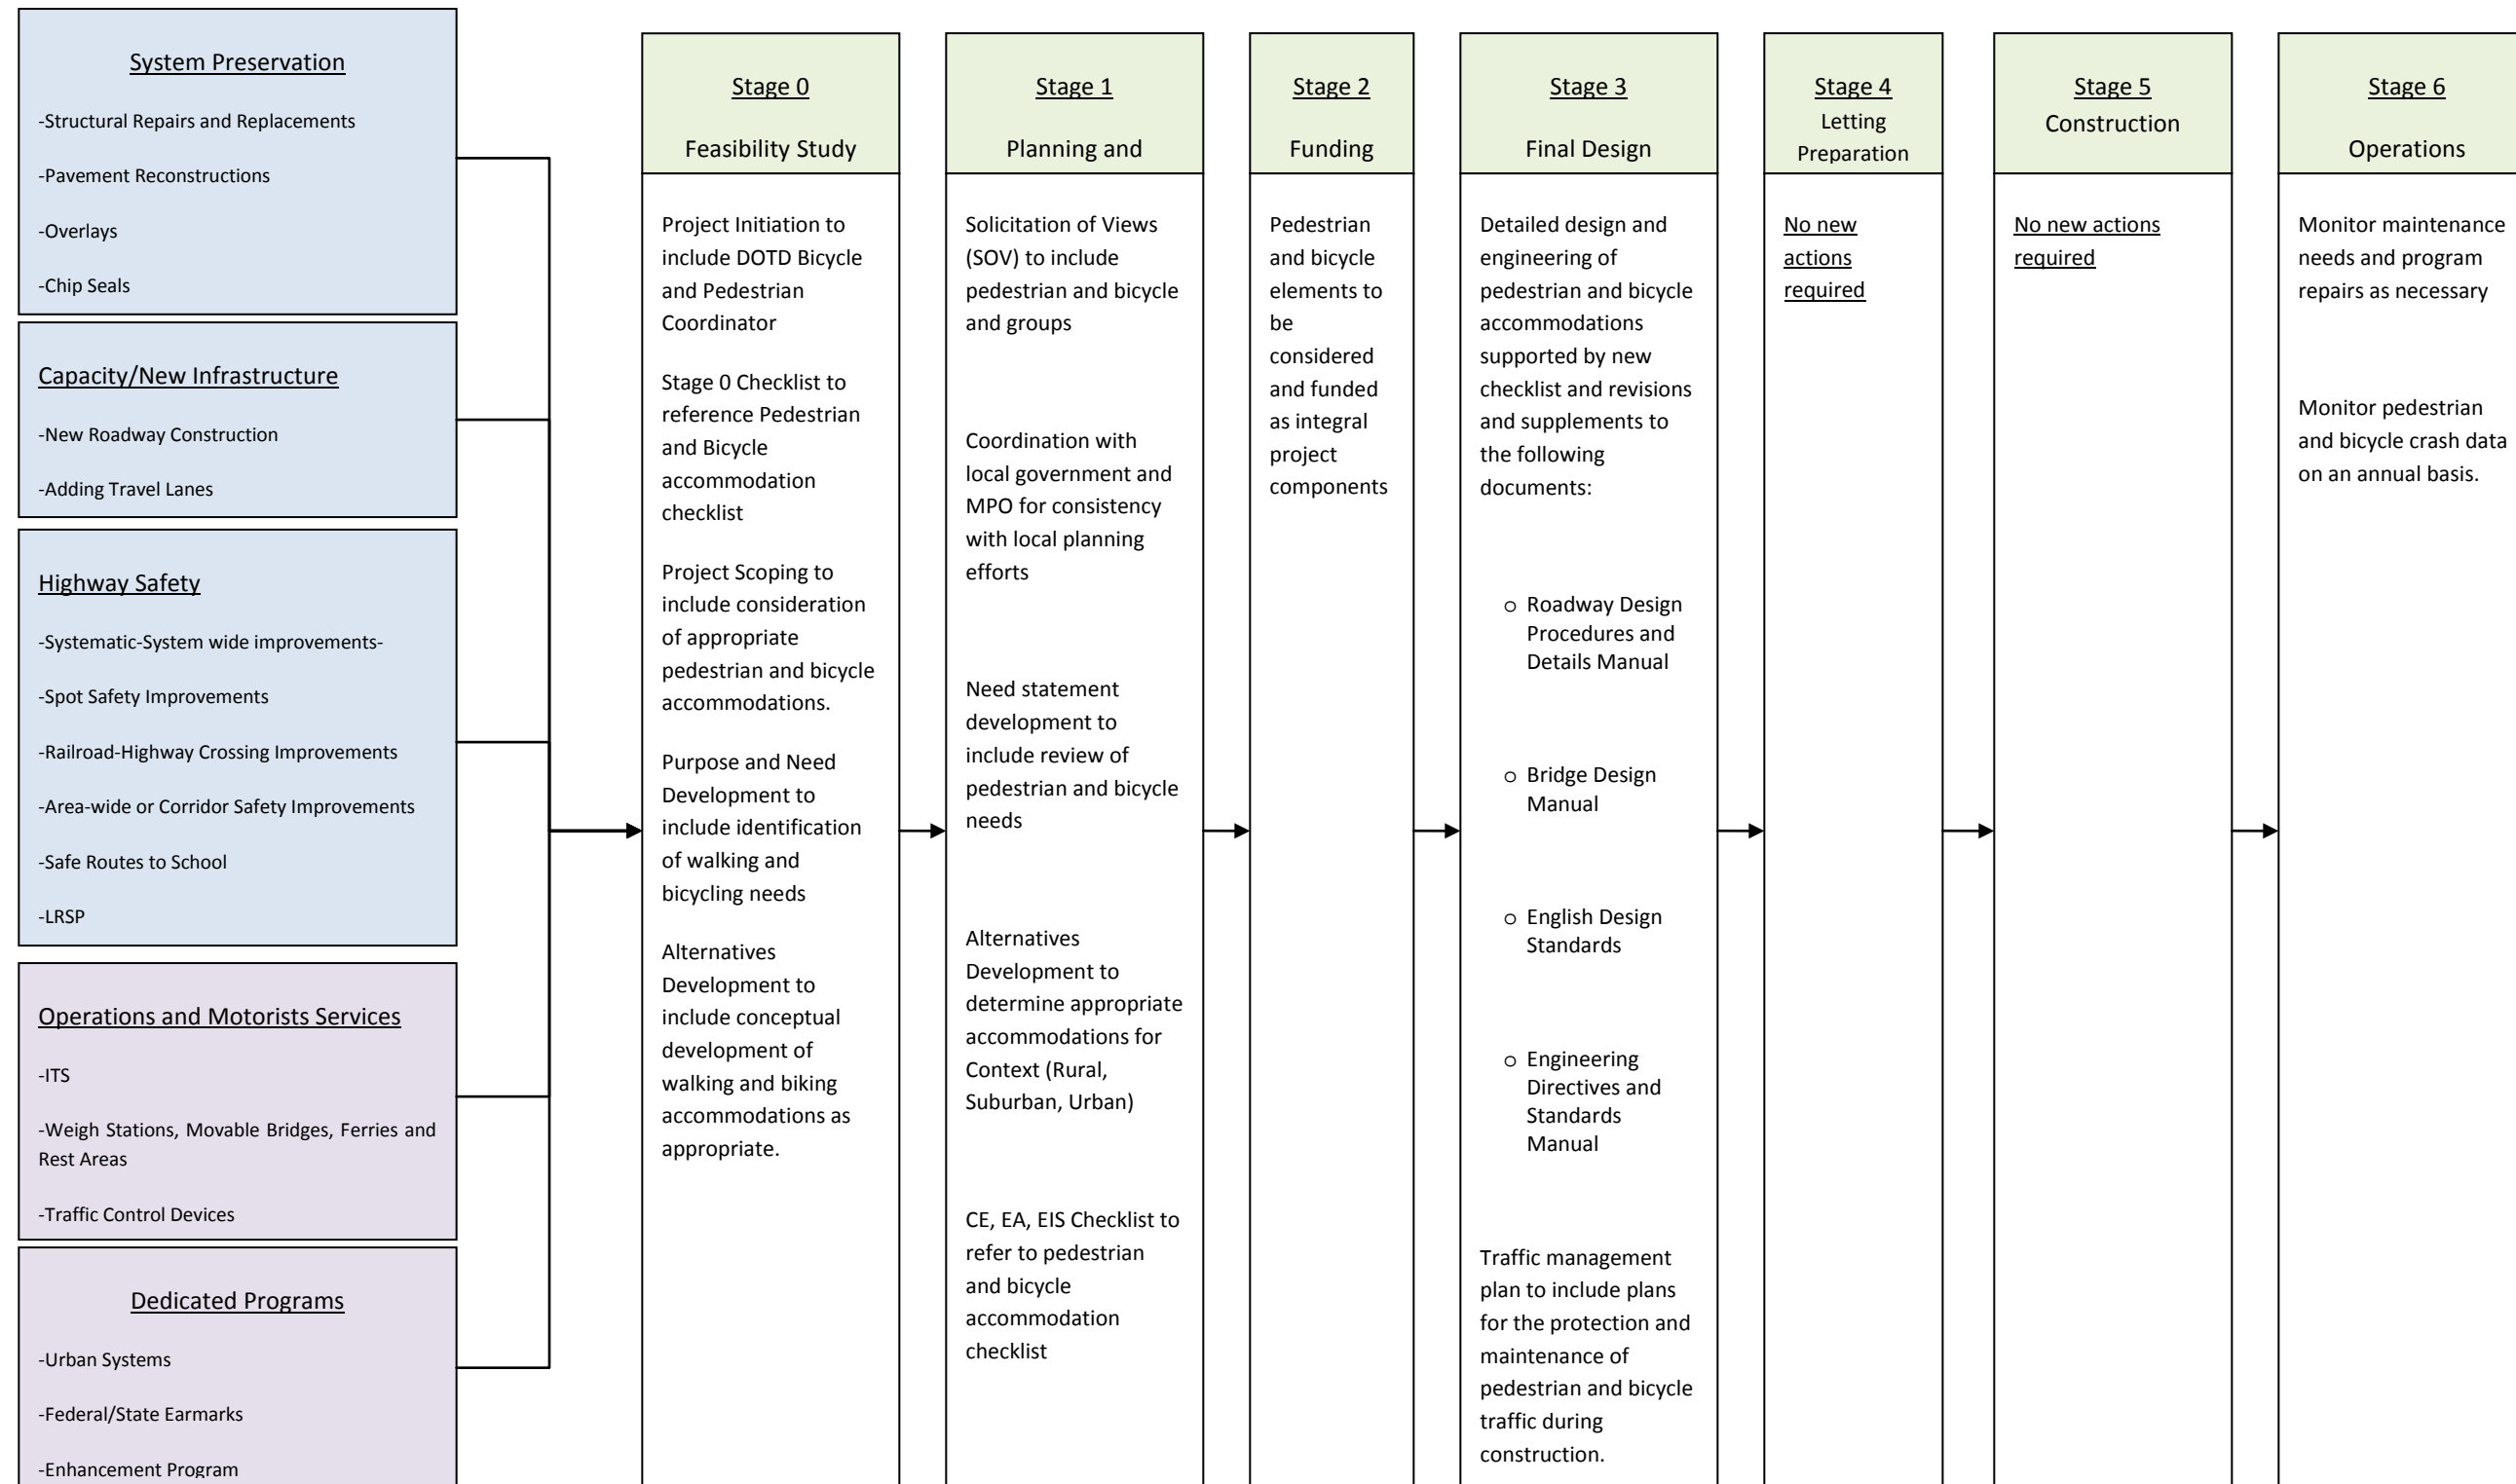 System Preservation
-Structural Repairs and Replacements
-Pavement Reconstructions
-Overlays
-Chip Seals
Capacity/New Infrastructure
-New Roadway Construction
-Adding Travel Lanes
Highway Safety
-Systematic-System wide improvements-
-Spot Safety Improvements
-Railroad-Highway Crossing Improvements
-Area-wide or Corridor Safety Improvements
-Safe Routes to School
-LRSP
Operations and Motorists Services
-ITS
-Weigh Stations, Movable Bridges, Ferries and
Rest Areas
-Traffic Control Devices
Dedicated Programs
-Urban Systems
-Federal/State Earmarks
-Enhancement Program
Stage 0
Feasibility Study
Project Initiation to
include DOTD Bicycle
and Pedestrian
Coordinator
Stage 0 Checklist to
reference Pedestrian
and Bicycle
accommodation
checklist
Project Scoping to
include consideration
of appropriate
pedestrian and bicycle
accommodations.
Purpose and Need
Development to
include identification
of walking and
bicycling needs
Alternatives
Development to
include conceptual
development of
walking and biking
accommodations as
appropriate.
Stage 1
Planning and
Solicitation of Views
(SOV) to include
pedestrian and bicycle
and groups
Coordination with
local government and
MPO for consistency
with local planning
efforts
Need statement
development to
include review of
pedestrian and bicycle
needs
Alternatives
Development to
determine appropriate
accommodations for
Context (Rural,
Suburban, Urban)
CE, EA, EIS Checklist to
refer to pedestrian
and bicycle
accommodation
checklist
Stage 2
Funding
Pedestrian
and bicycle
elements to
be
considered
and funded
as integral
project
components
Stage 3
Final Design
Detailed design and
engineering of
pedestrian and bicycle
accommodations
supported by new
checklist and revisions
and supplements to
the following
documents:
o Roadway Design
Procedures and
Details Manual
o Bridge Design
Manual
o English Design
Standards
o Engineering
Directives and
Standards
Manual
Traffic management
plan to include plans
for the protection and
maintenance of
pedestrian and bicycle
traffic during
construction.
Stage 4
Letting
Preparation
No new
actions
required
Stage 5
Construction
No new actions
required
Stage 6
Operations
Monitor maintenance
needs and program
repairs as necessary
Monitor pedestrian
and bicycle crash data
on an annual basis.